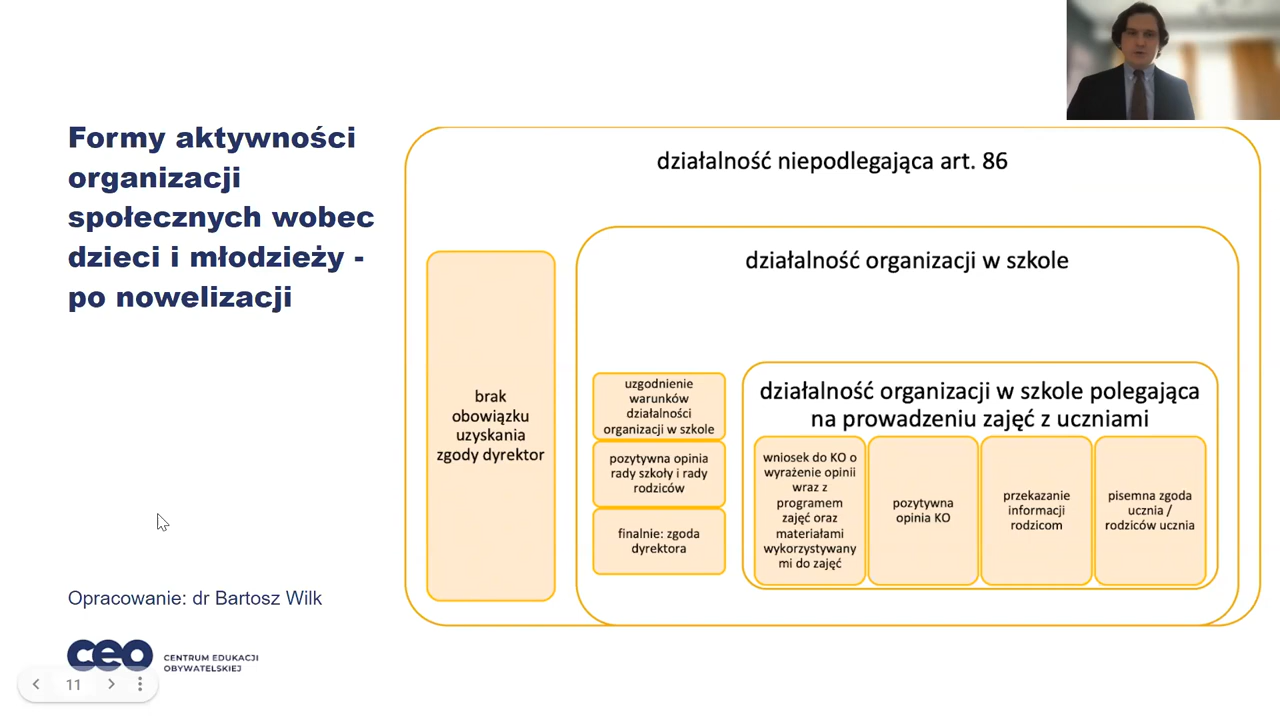 Formy aktywności
organizacji
społecznych wobec
dzieci i młodzieży -
po nowelizacji
Opracowanie: dr Bartosz Wilk
ceo
CENTRUM EDUKACJI
OBYWATELSKIEJ
11
działalność niepodlegająca art. 86
brak
obowiązku
uzyskania
zgody dyrektor
działalność organizacji w szkole
uzgodnienie
warunków
działalności
organizacji w szkole
pozytywna opinia
rady szkoły i rady
rodziców
finalnie: zgoda
dyrektora
działalność organizacji w szkole polegająca
na prowadzeniu zajęć z uczniami
wniosek do KO o
wyrażenie opinii
wraz z
programem
zajęć oraz
materiałami
wykorzystywany
mi do zajęć
pozytywna
opinia KO
przekazanie
informacji
rodzicom
pisemna zgoda
ucznia /
rodziców ucznia